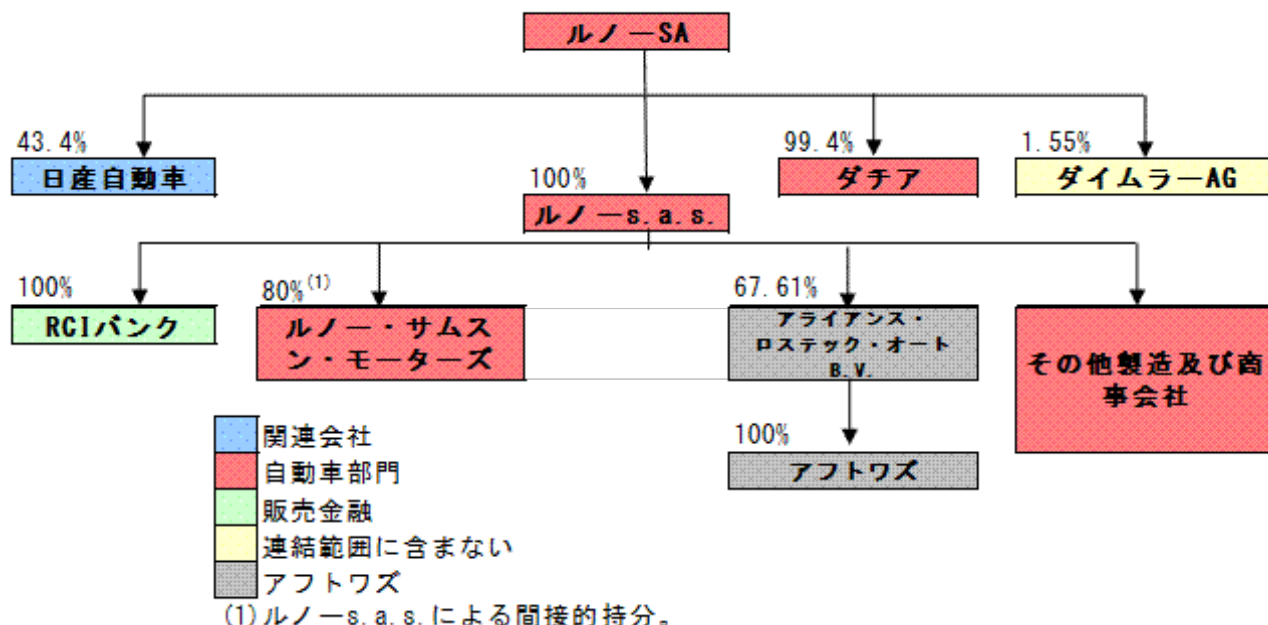 ルノーSA
43.4%
日産自動車
100%
ルノーs.a.s.
99.4%
ダチア
1.55%
ダイムラーAG
100%
RCIバンク
80%(1)
ルノー・サムス
ン・モーターズ
67.61%
アライアンス・
ロステック・オート
B.V.
その他製造及び商
事会社
100%
アフトワズ
関連会社
自動車部門
販売金融
連結範囲に含まない
アフトワズ
(1)ルノーs.a.s.による間接的持分。